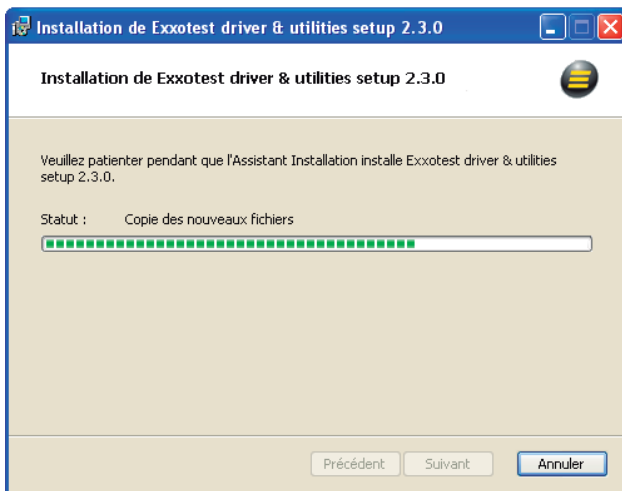 Installation de Exxotest driver & utilities setup 2.3.0
Installation de Exxotest driver & utilities setup 2.3.0
Veuillez patienter pendant que l'Assistant Installation installe Exxotest driver & utilities
setup 2.3.0.
Statut : Copie des nouveaux fichiers
Précédent Suivant Annuler